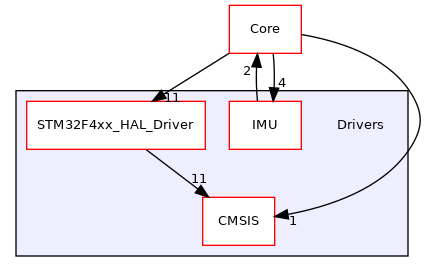 Core
2
4
11
STM32F4xx_HAL_Driver
IMU
Drivers
11
CMSIS
1